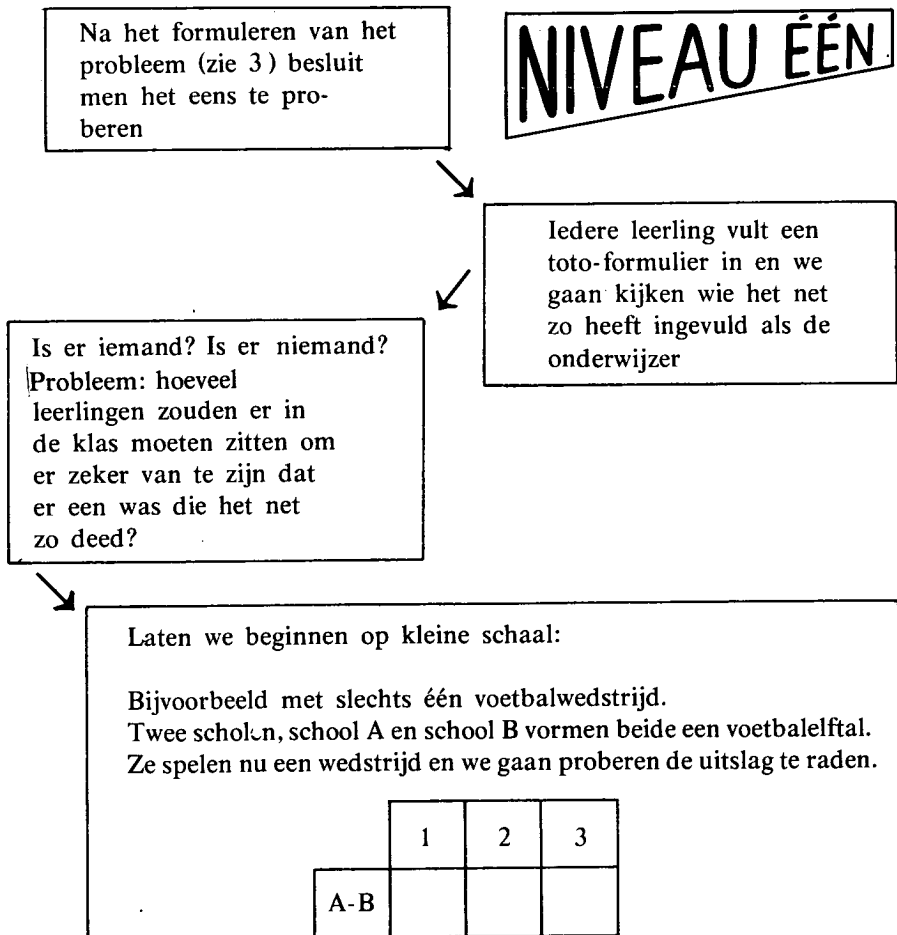 Na het formuleren van het
probleem (zie 3) besluit
men het eens te pro-
beren
NIVEAU ÉÉN
Iedere leerling vult een
toto-formulier in en we
gaan kijken wie het net
zo heeft ingevuld als de
onderwijzer
Is er iemand? Is er niemand?
Probleem: hoeveel
leerlingen zouden er in
de klas moeten zitten om
er zeker van te zijn dat
er een was die het net
zo deed?
Laten we beginnen op kleine schaal:
Bijvoorbeeld met slechts één voetbalwedstrijd.
Twee scholen, school A en school B vormen beide een voetbalelftal.
Ze spelen nu een wedstrijd en we gaan proberen de uitslag te raden.
1 2 3
A-B